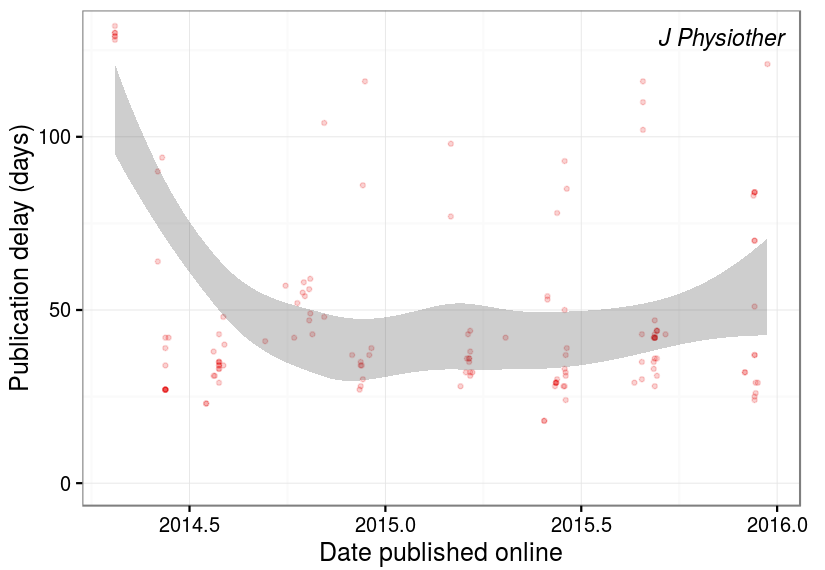 J Physiother
Publication delay (days)
100
50
0
2014.5
2015.0
2015.5
2016.0
Date published online